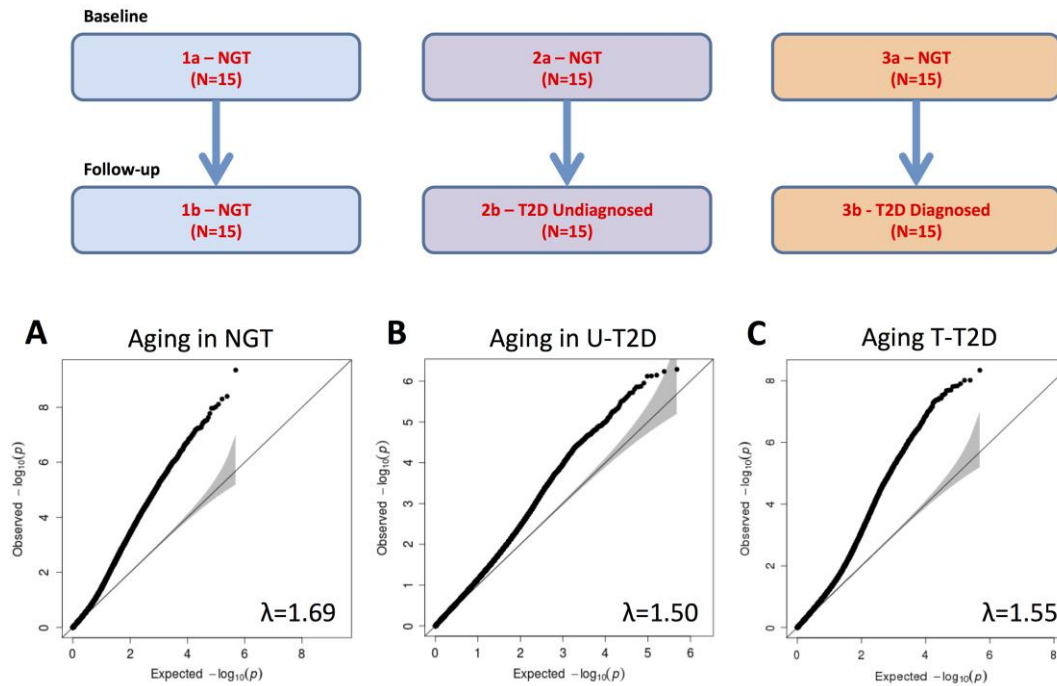 Baseline
1a – NGT
(N=15)
2a – NGT
(N=15)
3a – NGT
(N=15)
Follow-up
1b – NGT
(N=15)
2b – T2D Undiagnosed
(N=15)
3b - T2D Diagnosed
(N=15)
A
Aging in NGT
Observed −log10(p)
0 2 4 6 8
λ=1.69
0 2 4 6 8
Expected −log10(p)
B
Aging in U-T2D
Observed −log10(p)
0 1 2 3 4 5 6
λ=1.50
0 1 2 3 4 5 6
Expected −log10(p)
C
Aging T-T2D
Observed −log10(p)
0 2 4 6 8
λ=1.55
0 2 4 6 8
Expected −log10(p)